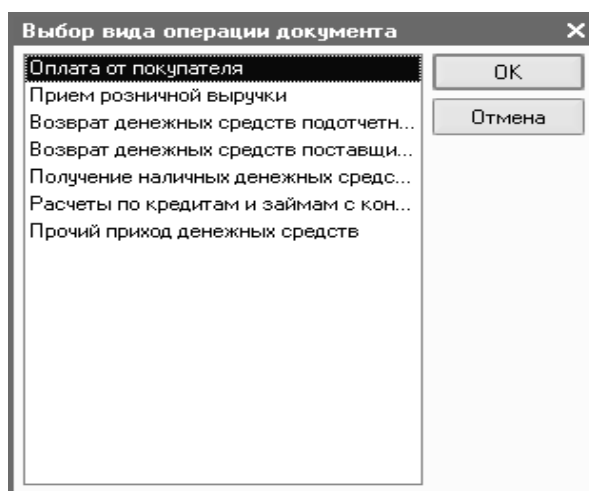 Выбор вида операции документа
Оплата от покупателя
OK
Прием розничной выручки
Отмена
Возврат денежных средств подотчетн...
Возврат денежных средств поставщи...
Получение наличных денежных средс...
Расчеты по кредитам и займам с кон...
Прочий приход денежных средств